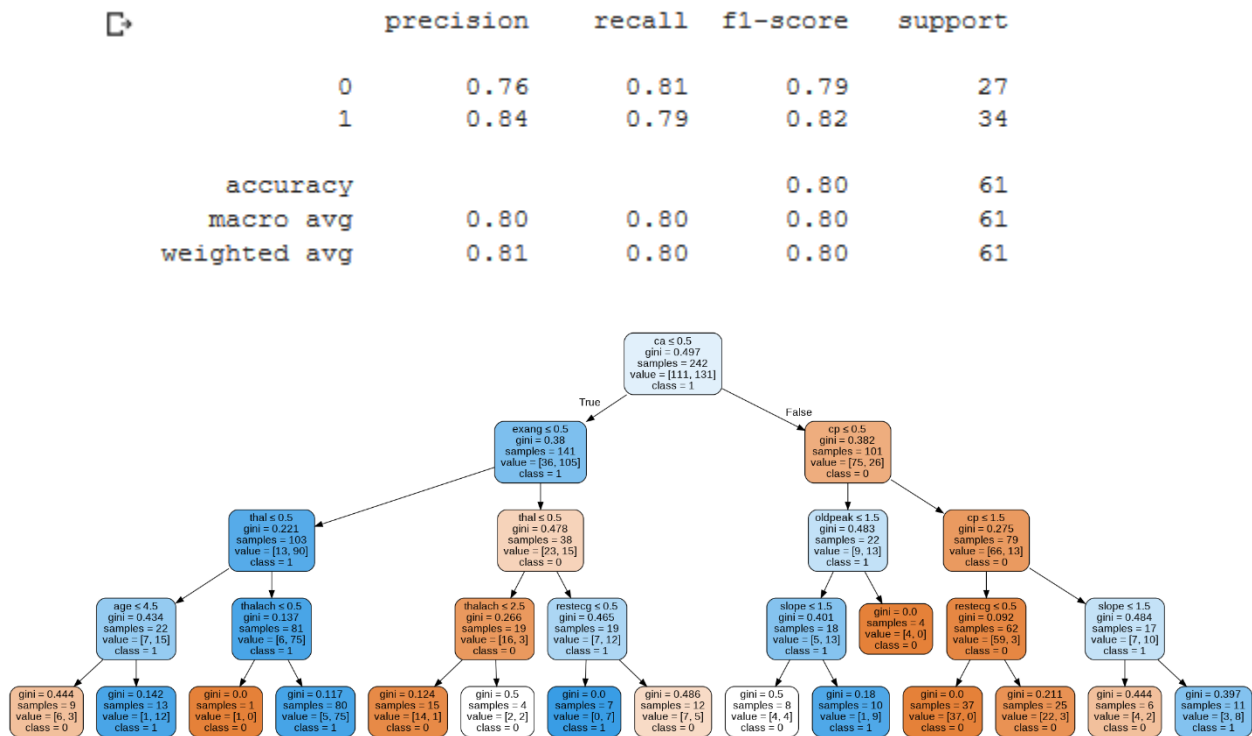 precision recall f1-score support
0 0.76 0.81 0.79 27
1 0.84 0.79 0.82 34
accuracy 0.80 61
macro avg 0.80 0.80 0.80 61
weighted avg 0.81 0.80 0.80 61
ca ≤ 0.5
gini = 0.497
samples = 242
value = [111, 131]
class = 1
True
False
exang ≤ 0.5
gini = 0.38
samples = 141
value = [36, 105]
class = 1
cp ≤ 0.5
gini = 0.382
samples = 101
value = [75, 26]
class = 0
thal ≤ 0.5
gini = 0.221
samples = 103
value = [13, 90]
class = 1
thal ≤ 0.5
gini = 0.478
samples = 38
value = [23, 15]
class = 0
oldpeak ≤ 1.5
gini = 0.483
samples = 22
value = [9, 13]
class = 1
cp ≤ 1.5
gini = 0.275
samples = 79
value = [66, 13]
class = 0
age ≤ 4.5
gini = 0.434
samples = 22
value = [7, 15]
class = 1
thalach ≤ 0.5
gini = 0.137
samples = 81
value = [6, 75]
class = 1
thalach ≤ 2.5
gini = 0.266
samples = 19
value = [16, 3]
class = 0
restecg ≤ 0.5
gini = 0.465
samples = 19
value = [7, 12]
class = 1
slope ≤ 1.5
gini = 0.401
samples = 18
value = [5, 13]
class = 1
gini = 0.0
samples = 4
value = [4, 0]
class = 0
restecg ≤ 0.5
gini = 0.092
samples = 62
value = [59, 3]
class = 0
slope ≤ 1.5
gini = 0.484
samples = 17
value = [7, 10]
class = 1
gini = 0.444
samples = 9
value = [6, 3]
class = 0
gini = 0.142
samples = 13
value = [1, 12]
class = 1
gini = 0.0
samples = 1
value = [1, 0]
class = 0
gini = 0.117
samples = 80
value = [5, 75]
class = 1
gini = 0.124
samples = 15
value = [14, 1]
class = 0
gini = 0.5
samples = 4
value = [2, 2]
class = 0
gini = 0.0
samples = 7
value = [0, 7]
class = 1
gini = 0.486
samples = 12
value = [7, 5]
class = 0
gini = 0.5
samples = 8
value = [4, 4]
class = 0
gini = 0.18
samples = 10
value = [1, 9]
class = 1
gini = 0.0
samples = 37
value = [37, 0]
class = 0
gini = 0.211
samples = 25
value = [22, 3]
class = 0
gini = 0.444
samples = 6
value = [4, 2]
class = 0
gini = 0.397
samples = 11
value = [3, 8]
class = 1